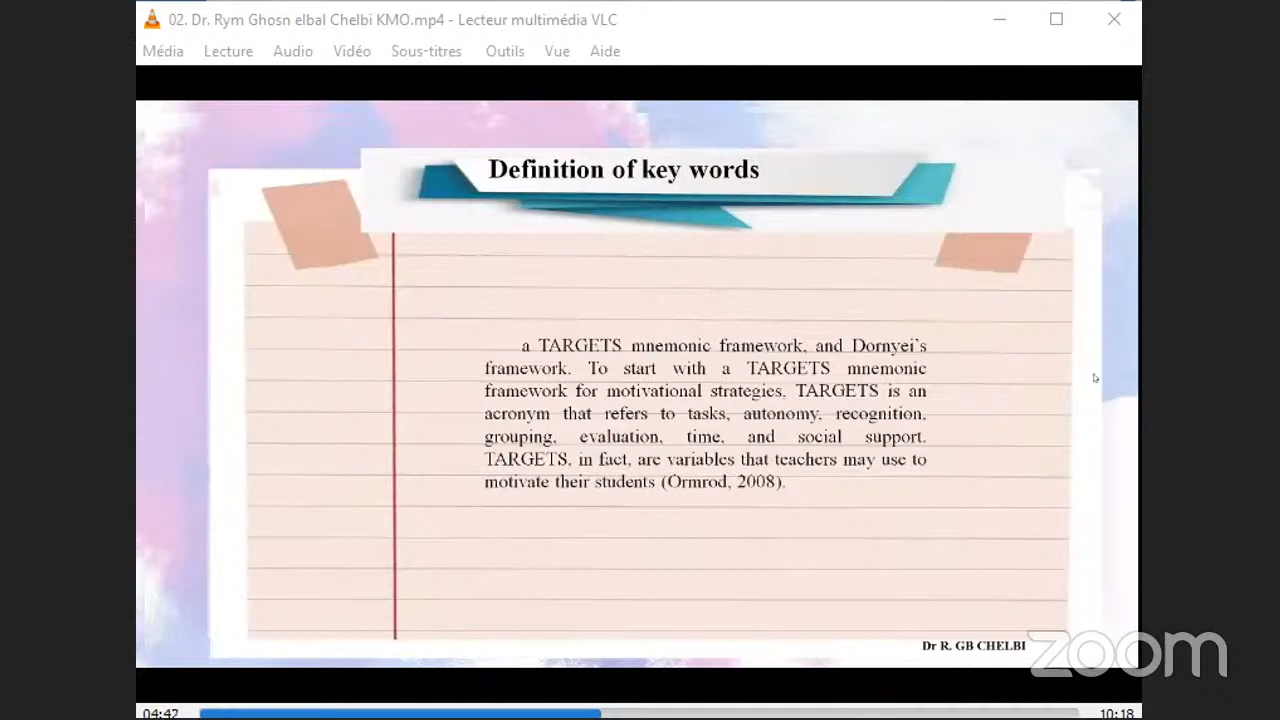 02. Dr. Rym Ghosn elbal Chelbi KMO.mp4 - Lecteur multimédia VLC
Média Lecture Audio Vidéo Sous-titres Outils Vue Aide
Definition of key words
a TARGETS mnemonic framework, and Dornyei's
framework. To start with a TARGETS mnemonic
framework for motivational strategies, TARGETS is an
acronym that refers to tasks, autonomy, recognition,
grouping, evaluation, time, and social support.
TARGETS, in fact, are variables that teachers may use to
motivate their students (Ormrod, 2008).
Dr R. GB CHELBI
zoom
04:42 10:18